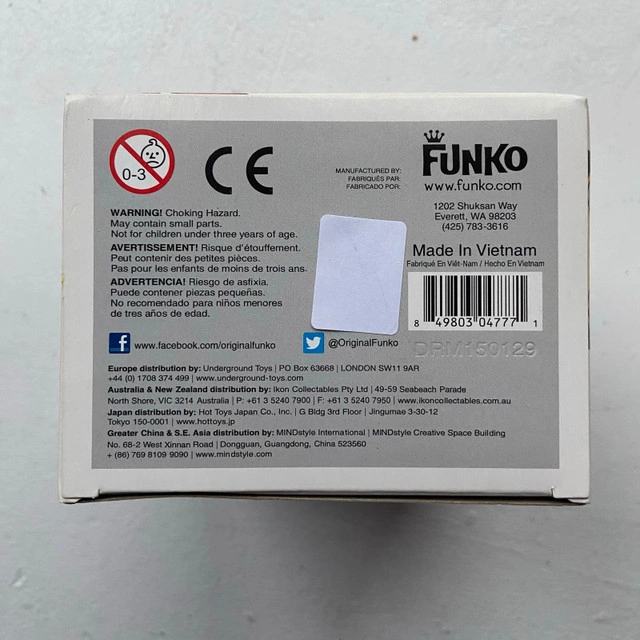 0-3
CE
MANUFACTURED BY:
FABRIQUÉS PAR:
FABRICADO POR:
FUNKO
www.funko.com
1202 Shuksan Way
Everett, WA 98203
(425) 783-3616
WARNING! Choking Hazard.
May contain small parts.
Not for children under three years of age.
AVERTISSEMENT! Risque d'étouffement.
Peut contenir des petites pièces.
Pas pour les enfants de moins de trois ans.
ADVERTENCIA! Riesgo de asfixia.
Puede contener piezas pequeñas.
No recomendado para niños menores
de tres años de edad.
Made In Vietnam
Fabriqué En Viêt-Nam / Hecho En Vietnam
8 49803 04777 1
DRM150129
www.facebook.com/originalfunko
@OriginalFunko
Europe distribution by: Underground Toys | PO Box 63668 | LONDON SW11 9AR
+44 (0) 1708 374 499 | www.underground-toys.com
Australia & New Zealand distribution by: Ikon Collectables Pty Ltd | 49-59 Seabeach Parade
North Shore, VIC 3214 Australia | P: +61 3 5240 7900 | F: +61 3 5240 7950 | www.ikoncollectables.com.au
Japan distribution by: Hot Toys Japan Co., Inc. | G Bldg 3rd Floor | Jingumae 3-30-12
Tokyo 150-0001 | www.hottoys.jp
Greater China & S.E. Asia distribution by: MINDstyle International | MINDstyle Creative Space Building
No. 68-2 West Xinnan Road | Dongguan, Guangdong, China 523560
+ (86) 769 8109 9090 | www.mindstyle.com